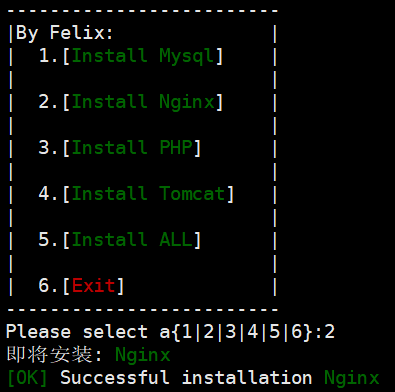 -------------------------
|By Felix:              |
|  1.[Install Mysql]    |
|                       |
|  2.[Install Nginx]    |
|                       |
|  3.[Install PHP]      |
|                       |
|  4.[Install Tomcat]   |
|                       |
|  5.[Install ALL]      |
|                       |
|  6.[Exit]             |
-------------------------
Please select a{1|2|3|4|5|6}:2
即将安装: Nginx
[OK] Successful installation Nginx